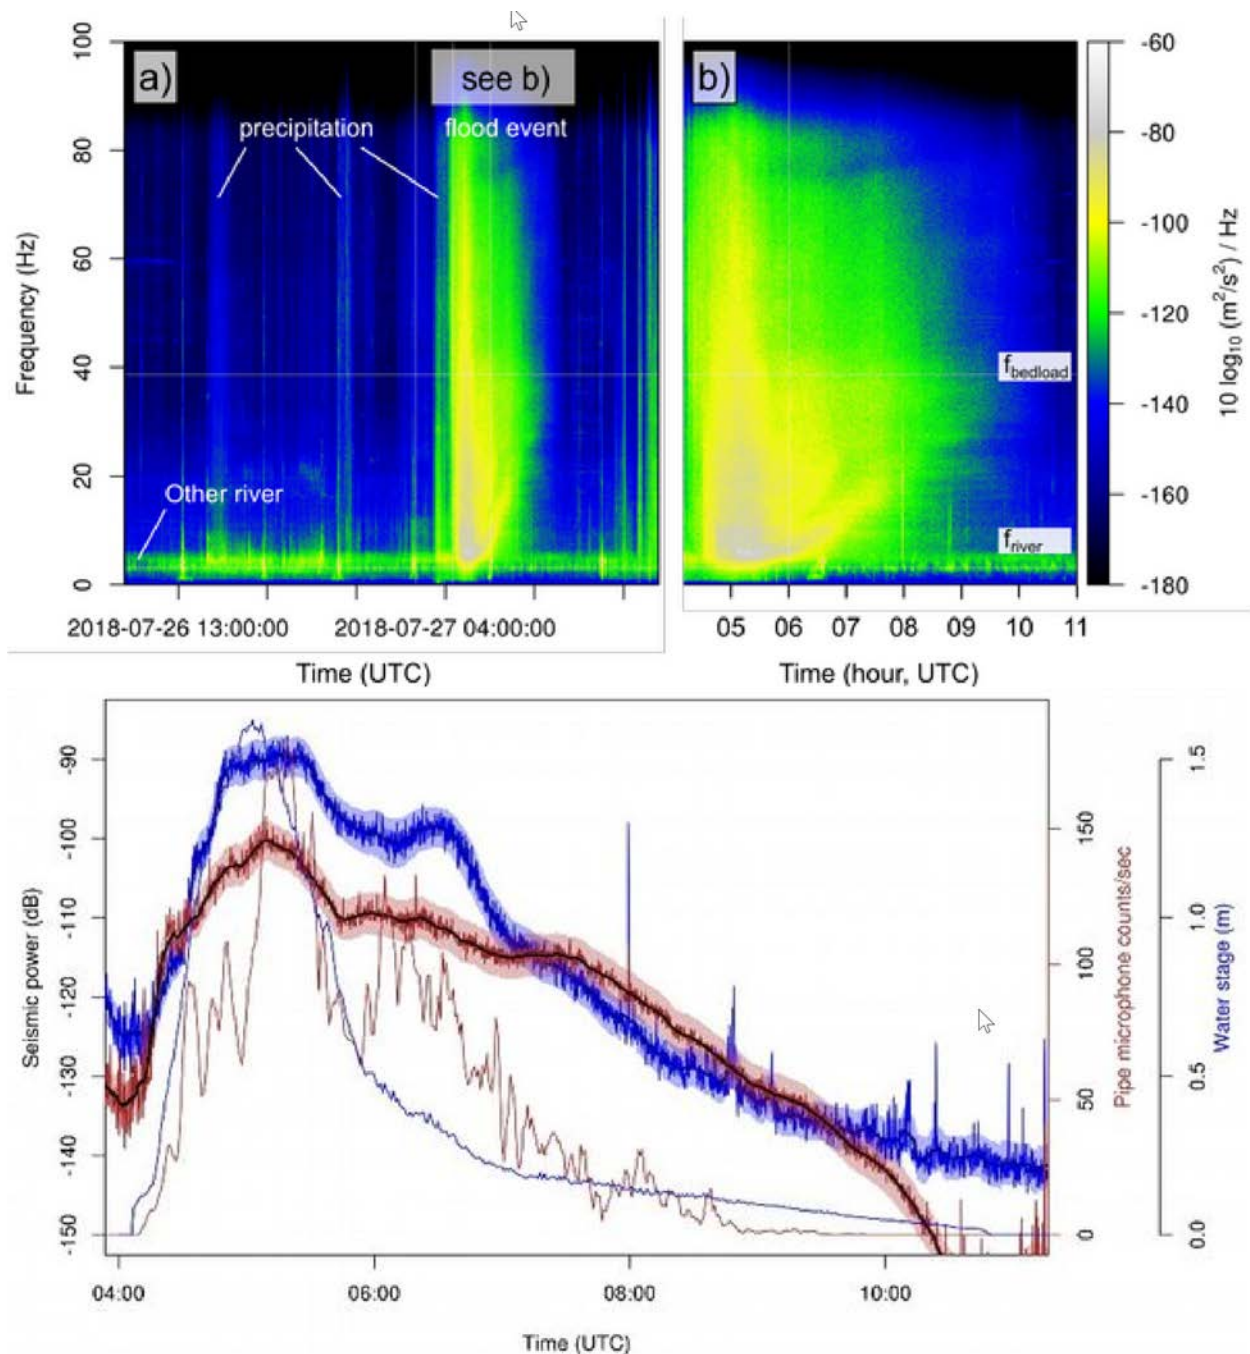 a)
see b)
b)
precipitation
flood event
Other river
f_bedload
f_river
Frequency (Hz)
100
80
60
40
20
0
2018-07-26 13:00:00
2018-07-27 04:00:00
Time (UTC)
05
06
07
08
09
10
11
Time (hour, UTC)
-60
-80
-100
-120
-140
-160
-180
10 log₁₀ (m²/s²) / Hz
Seismic power (dB)
-90
-100
-110
-120
-130
-140
-150
150
100
50
0
Pipe microphone counts/sec
1.5
1.0
0.5
0.0
Water stage (m)
04:00
06:00
08:00
10:00
Time (UTC)